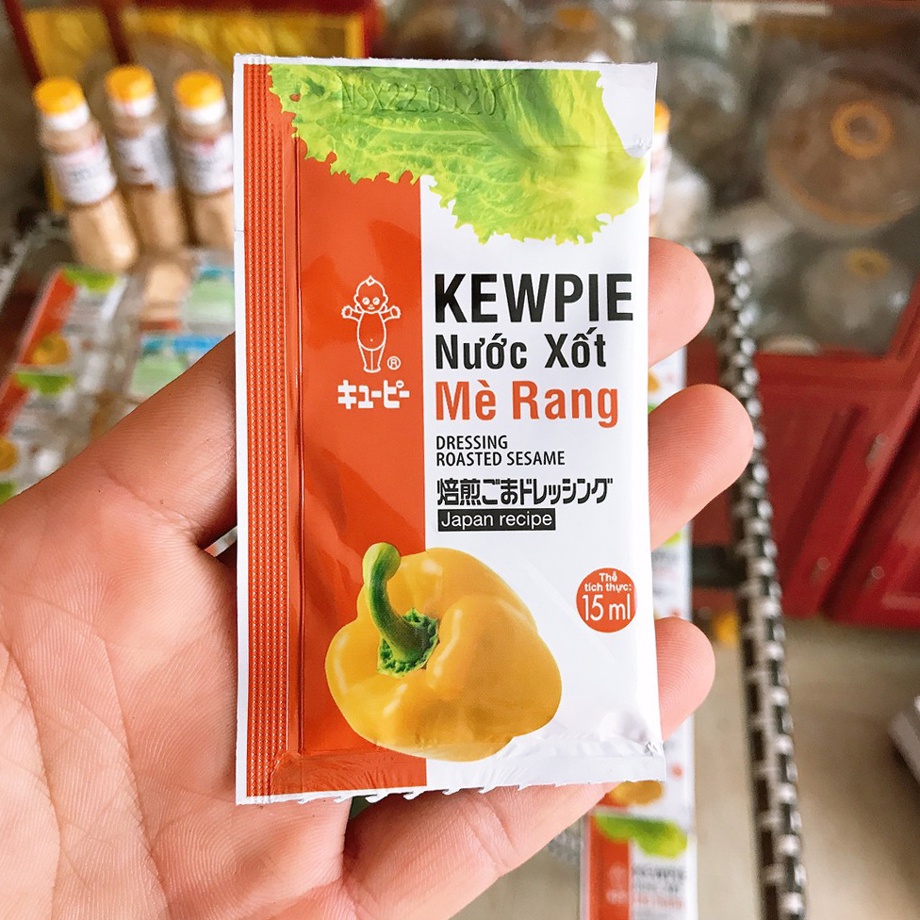 NSX22.05.20
KEWPIE
Nước Xốt
Mè Rang
DRESSING
ROASTED SESAME
焙煎ごまドレッシング
Japan recipe
®
キユーピー
Thể
tích thực:
15 ml
KEWPIE